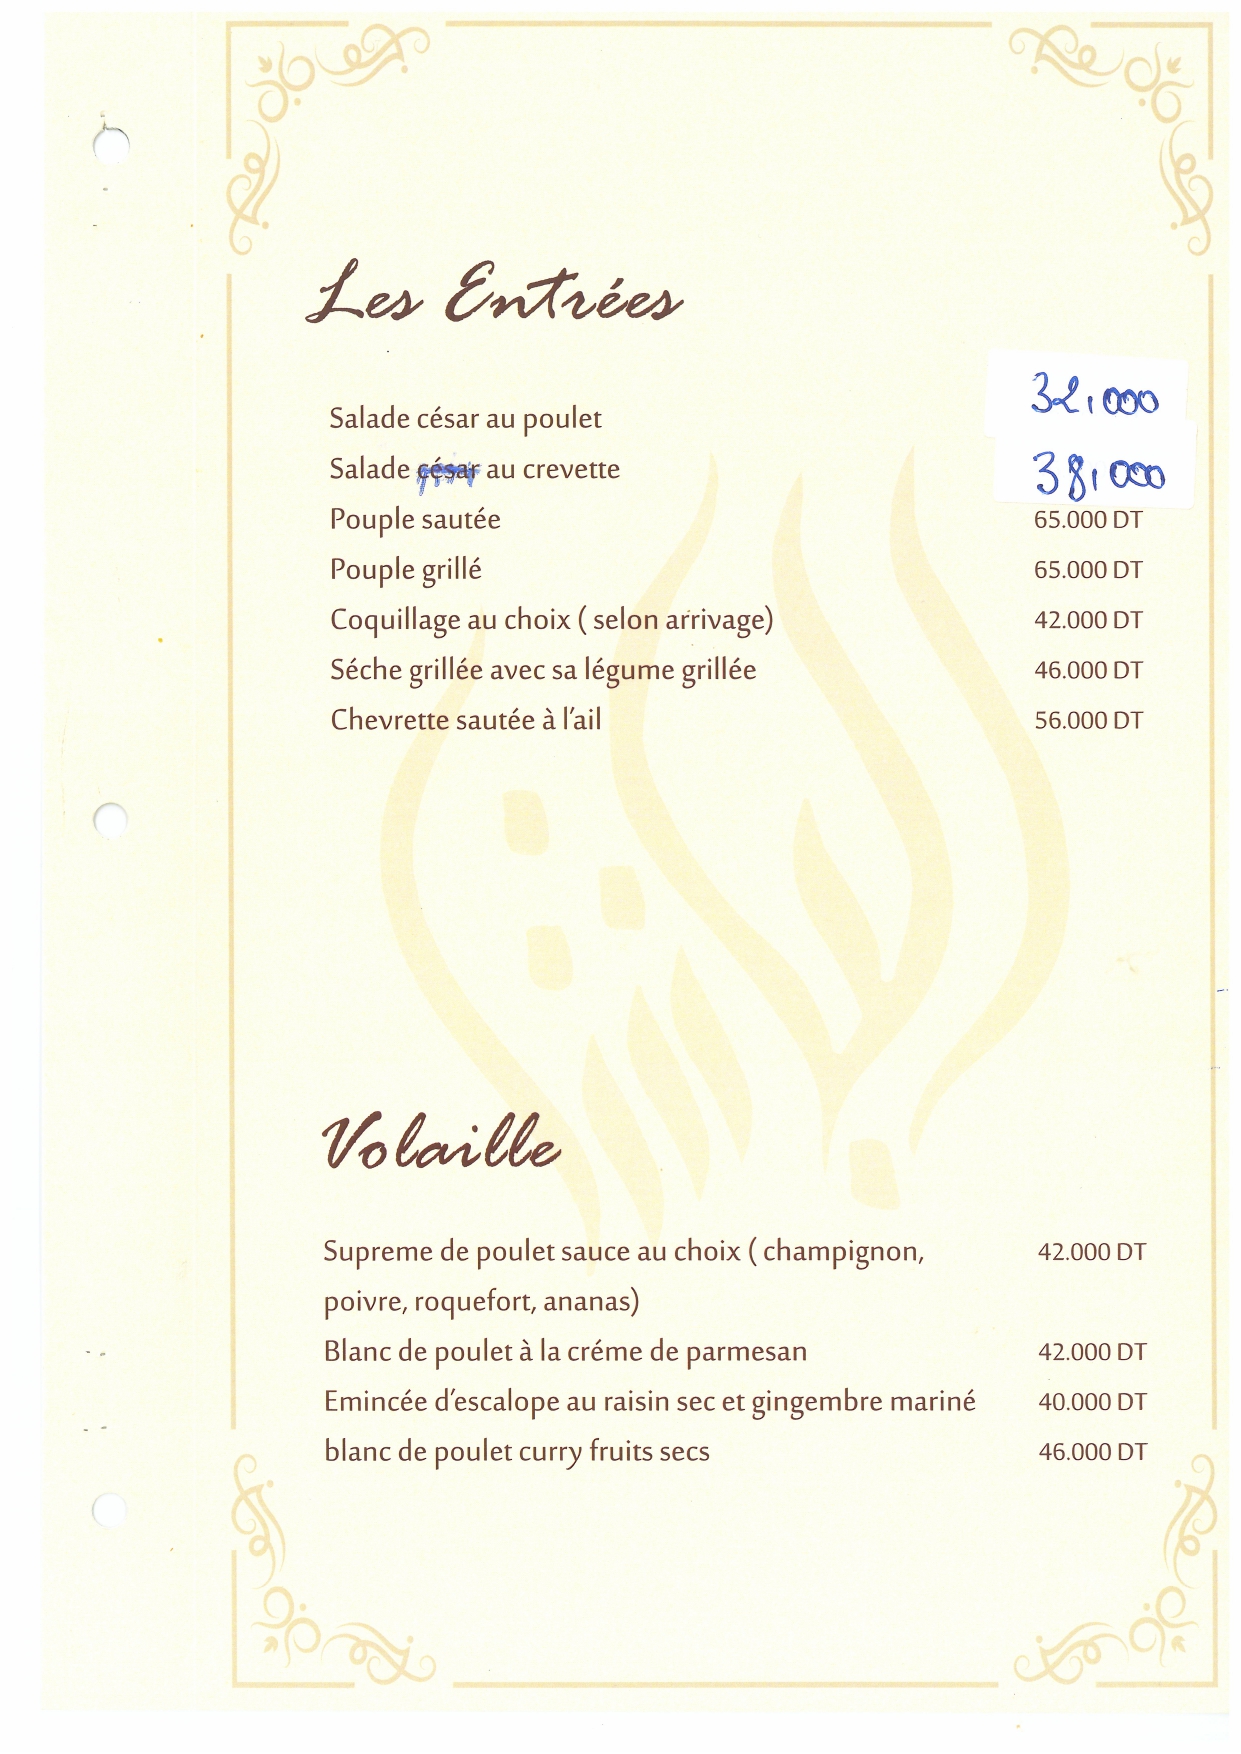 Les Entrées
Salade césar au poulet 32,000
Salade césar au crevette 38,000
Pouple sautée 65.000 DT
Pouple grillé 65.000 DT
Coquillage au choix ( selon arrivage) 42.000 DT
Séche grillée avec sa légume grillée 46.000 DT
Chevrette sautée à l'ail 56.000 DT
Volaille
Supreme de poulet sauce au choix ( champignon, 42.000 DT
poivre, roquefort, ananas)
Blanc de poulet à la créme de parmesan 42.000 DT
Emincée d'escalope au raisin sec et gingembre mariné 40.000 DT
blanc de poulet curry fruits secs 46.000 DT